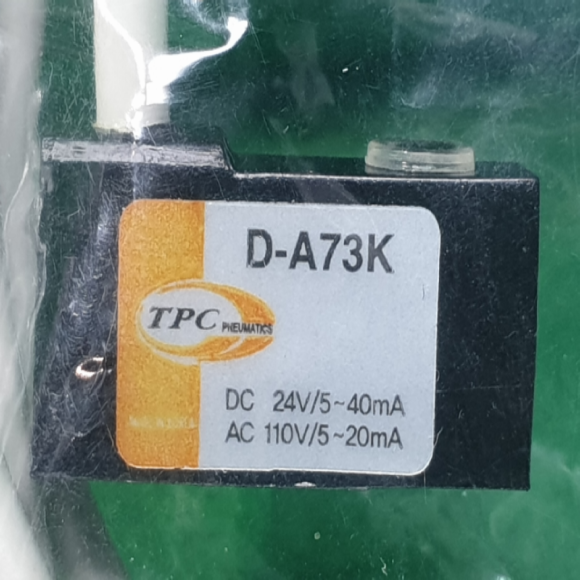 D-A73K
TPC PNEUMATICS
DC 24V/5~40mA
AC 110V/5~20mA